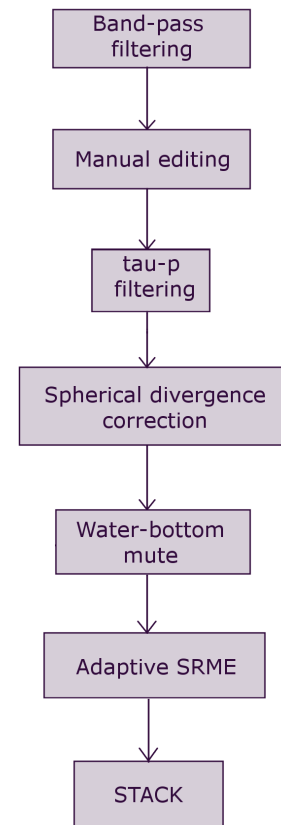 Band-pass
filtering
Manual editing
tau-p
filtering
Spherical divergence
correction
Water-bottom
mute
Adaptive SRME
STACK